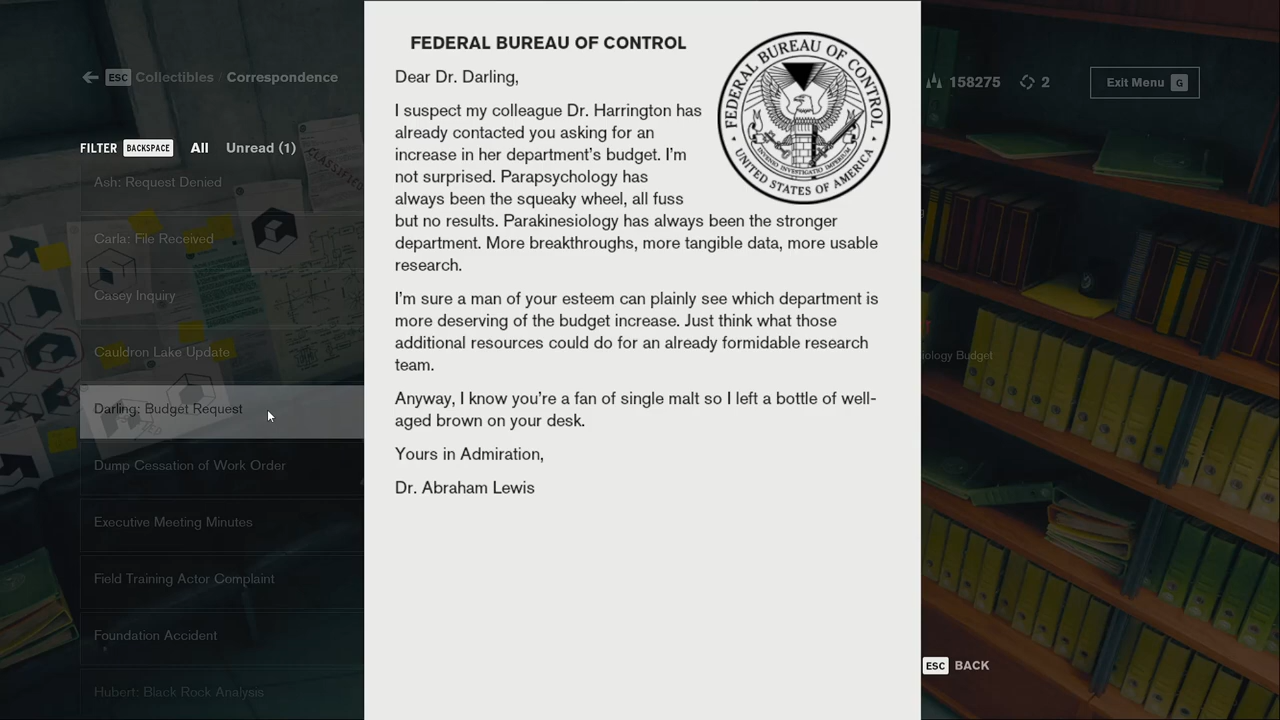 FEDERAL BUREAU OF CONTROL
FEDERAL BUREAU OF CONTROL
UNITED STATES OF AMERICA
Dear Dr. Darling,
I suspect my colleague Dr. Harrington has
already contacted you asking for an
increase in her department's budget. I'm
not surprised. Parapsychology has
always been the squeaky wheel, all fuss
but no results. Parakinesiology has always been the stronger
department. More breakthroughs, more tangible data, more usable
research.
I'm sure a man of your esteem can plainly see which department is
more deserving of the budget increase. Just think what those
additional resources could do for an already formidable research
team.
Anyway, I know you're a fan of single malt so I left a bottle of well-
aged brown on your desk.
Yours in Admiration,
Dr. Abraham Lewis
ESC Collectibles / Correspondence
158275 2 Exit Menu G
FILTER BACKSPACE All Unread (1)
CLASSIFIED
Ash: Request Denied
Carla: File Received
Casey Inquiry
Cauldron Lake Update
Darling: Budget Request
Dump Cessation of Work Order
Executive Meeting Minutes
Field Training Actor Complaint
Foundation Accident
Hubert: Black Rock Analysis
iology Budget
ESC BACK